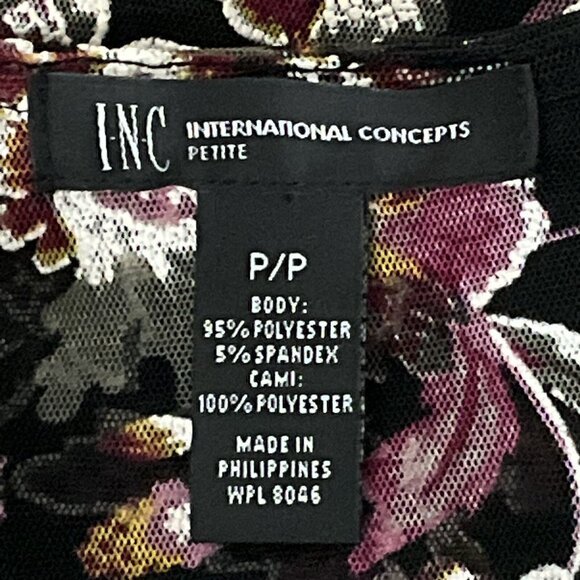 I·N·C INTERNATIONAL CONCEPTS
PETITE
P/P
BODY:
95% POLYESTER
5% SPANDEX
CAMI:
100% POLYESTER
MADE IN
PHILIPPINES
WPL 8046